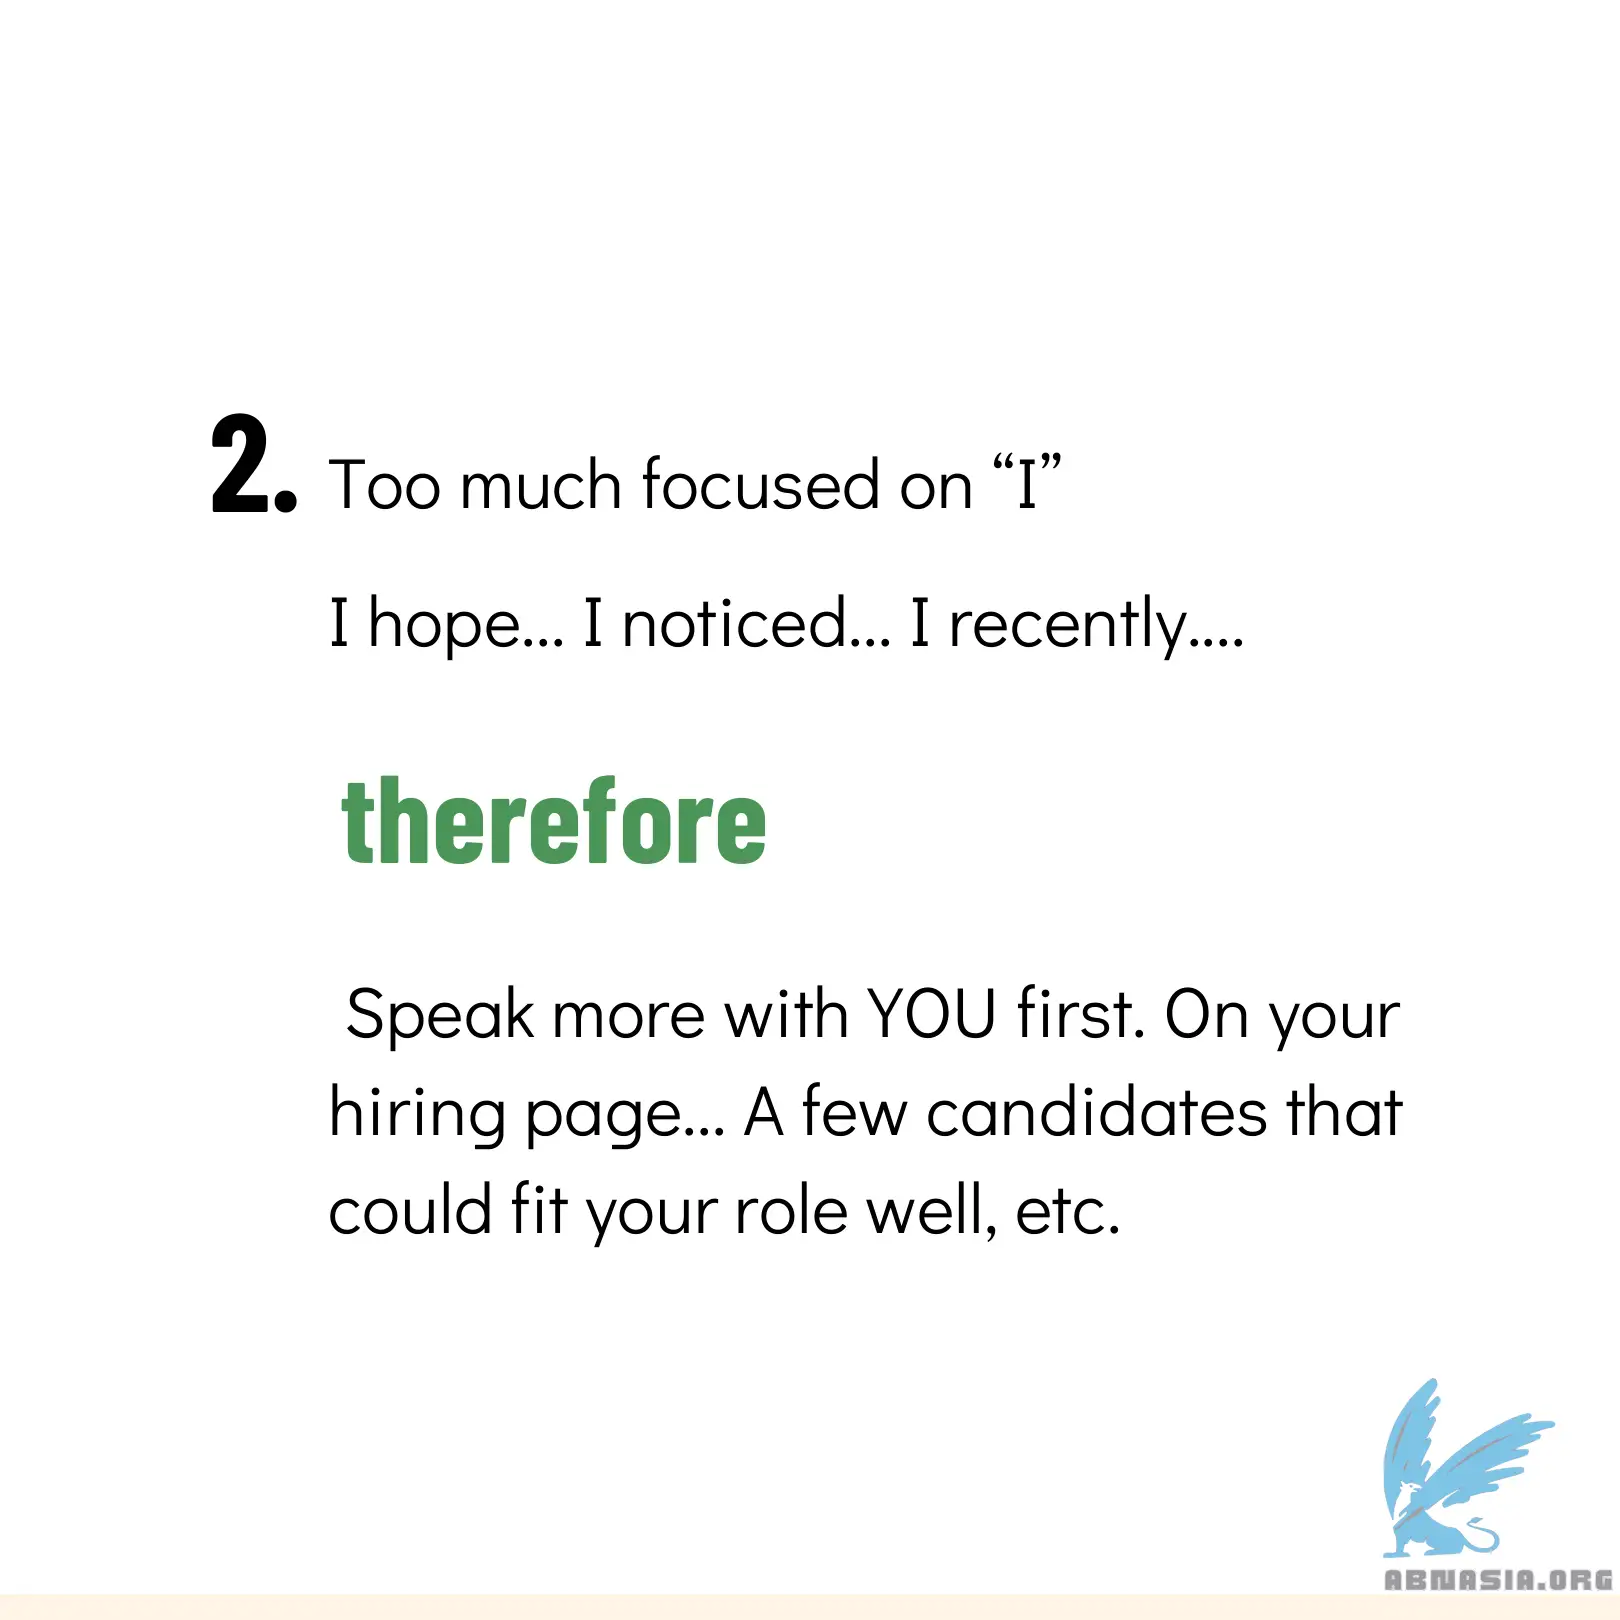 2. Too much focused on “I”
I hope... I noticed... I recently....
therefore
Speak more with YOU first. On your
hiring page... A few candidates that
could fit your role well, etc.
ABNASIA.ORG